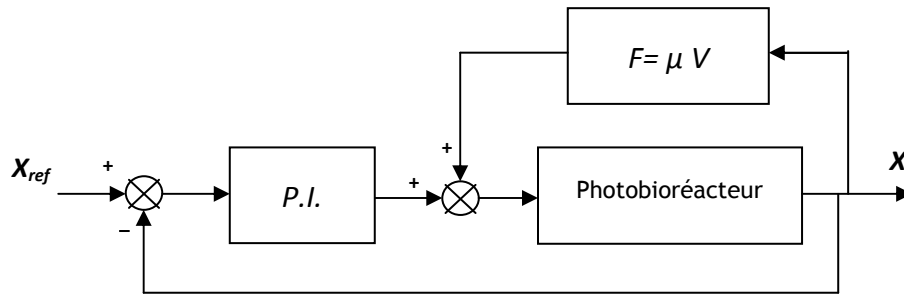 F= μ V
X
X_ref
+
+
+
P.I.
Photobioréacteur
−